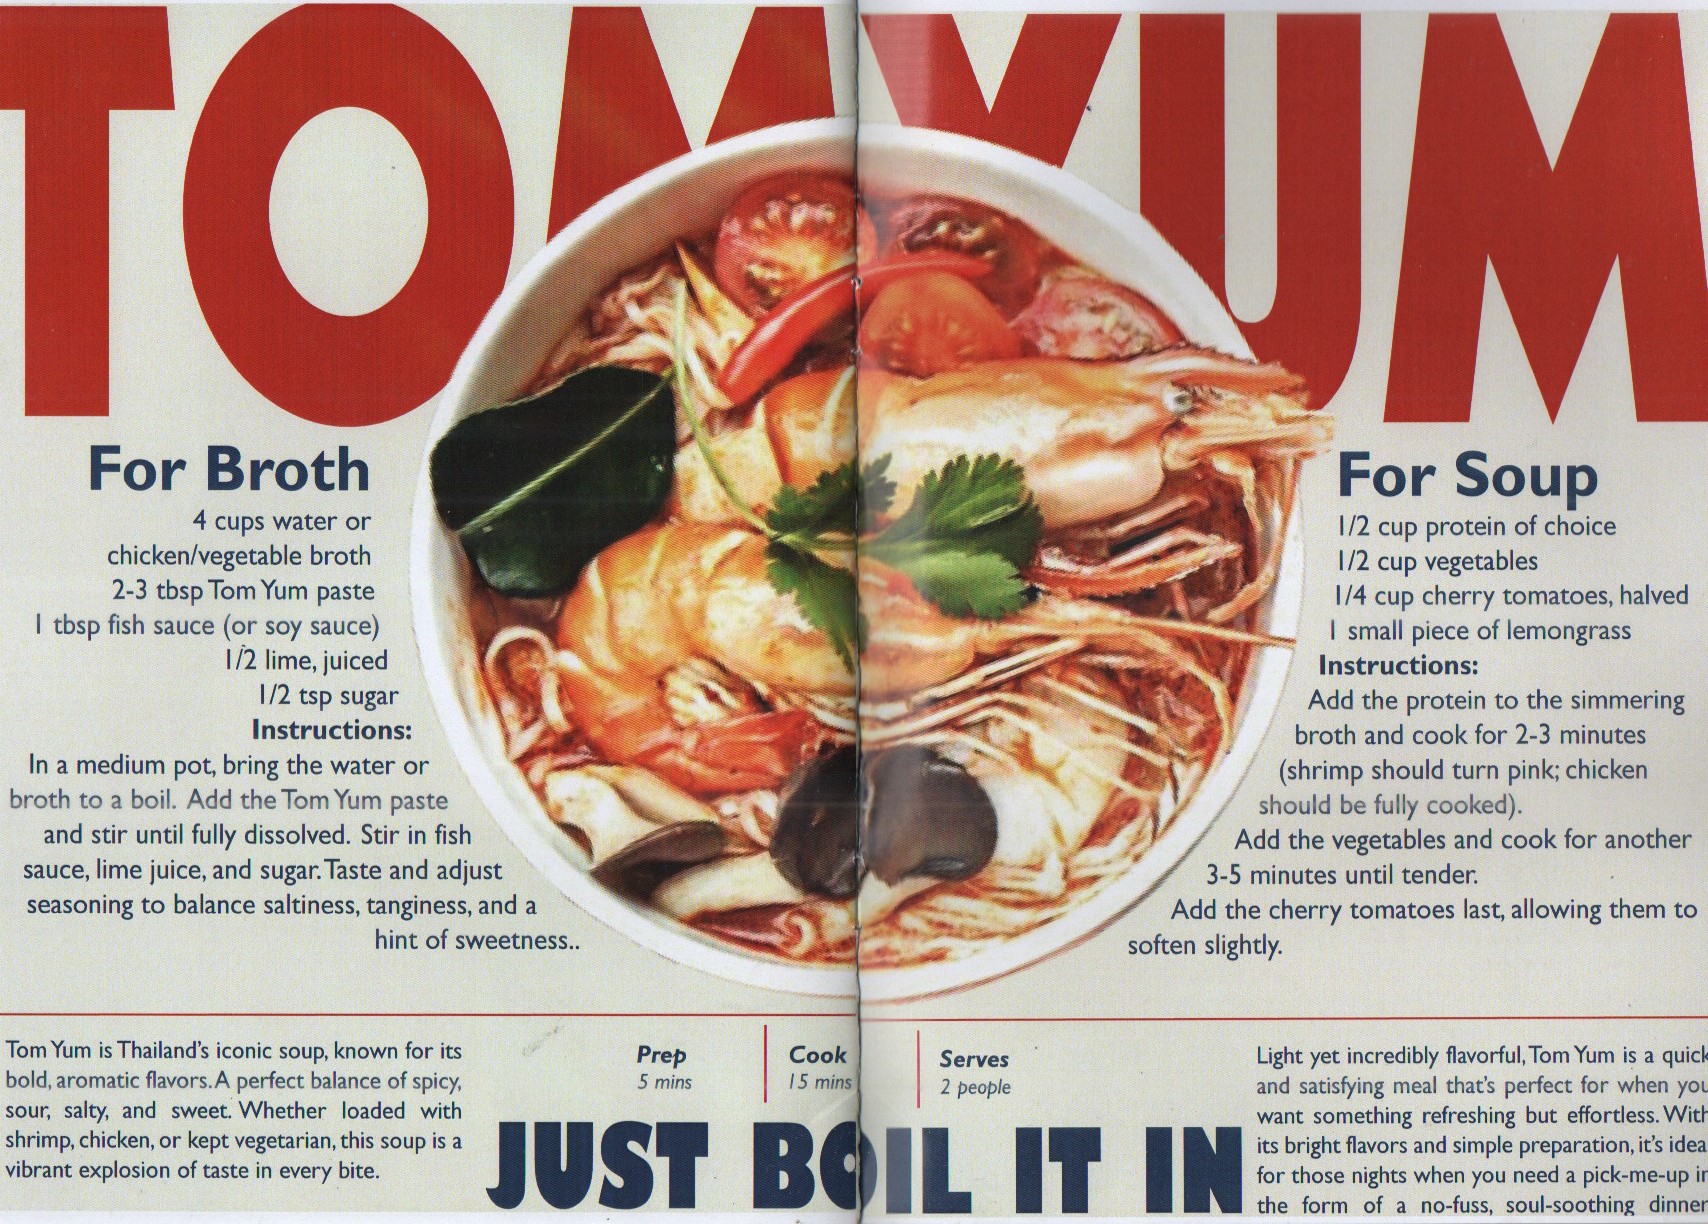 TOM YUM
For Broth
4 cups water or
chicken/vegetable broth
2-3 tbsp Tom Yum paste
1 tbsp fish sauce (or soy sauce)
1/2 lime, juiced
1/2 tsp sugar
Instructions:
In a medium pot, bring the water or
broth to a boil. Add the Tom Yum paste
and stir until fully dissolved. Stir in fish
sauce, lime juice, and sugar. Taste and adjust
seasoning to balance saltiness, tanginess, and a
hint of sweetness..
For Soup
1/2 cup protein of choice
1/2 cup vegetables
1/4 cup cherry tomatoes, halved
1 small piece of lemongrass
Instructions:
Add the protein to the simmering
broth and cook for 2-3 minutes
(shrimp should turn pink; chicken
should be fully cooked).
Add the vegetables and cook for another
3-5 minutes until tender.
Add the cherry tomatoes last, allowing them to
soften slightly.
Tom Yum is Thailand's iconic soup, known for its
bold, aromatic flavors. A perfect balance of spicy,
sour, salty, and sweet. Whether loaded with
shrimp, chicken, or kept vegetarian, this soup is a
vibrant explosion of taste in every bite.
Prep
5 mins
Cook
15 mins
Serves
2 people
JUST BOIL IT IN
Light yet incredibly flavorful, Tom Yum is a quick
and satisfying meal that's perfect for when you
want something refreshing but effortless. With
its bright flavors and simple preparation, it's idea
for those nights when you need a pick-me-up in
the form of a no-fuss, soul-soothing dinner